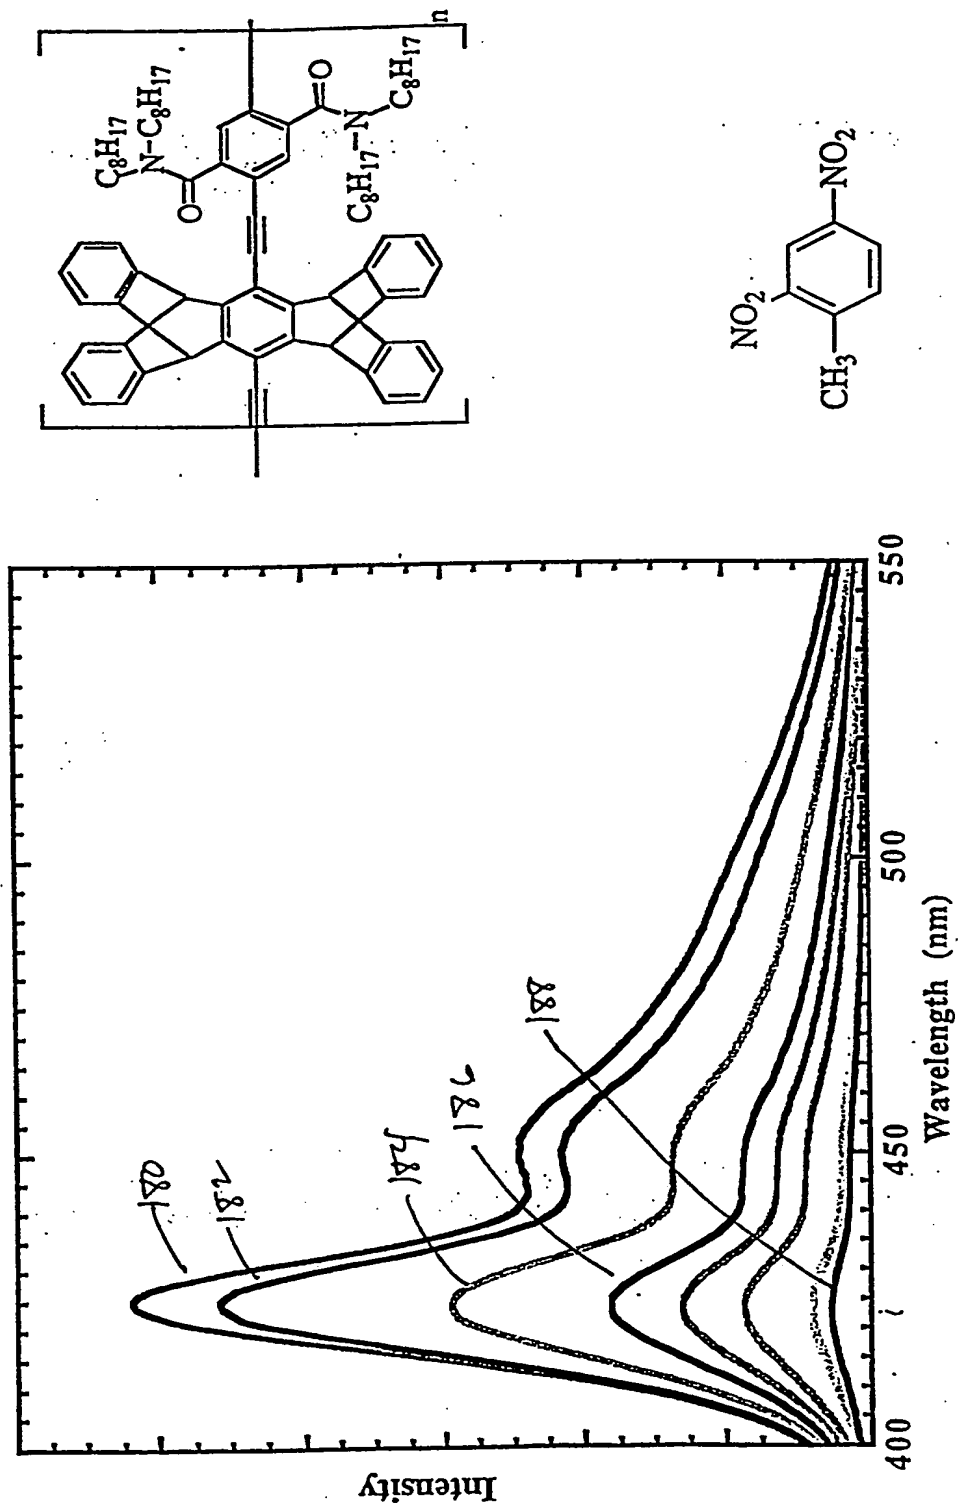 Intensity
400
450
500
550
Wavelength (nm)
180
182
184
186
188
n
C8H17
N-C8H17
O
O
C8H17-N
C8H17
CH3
NO2
NO2